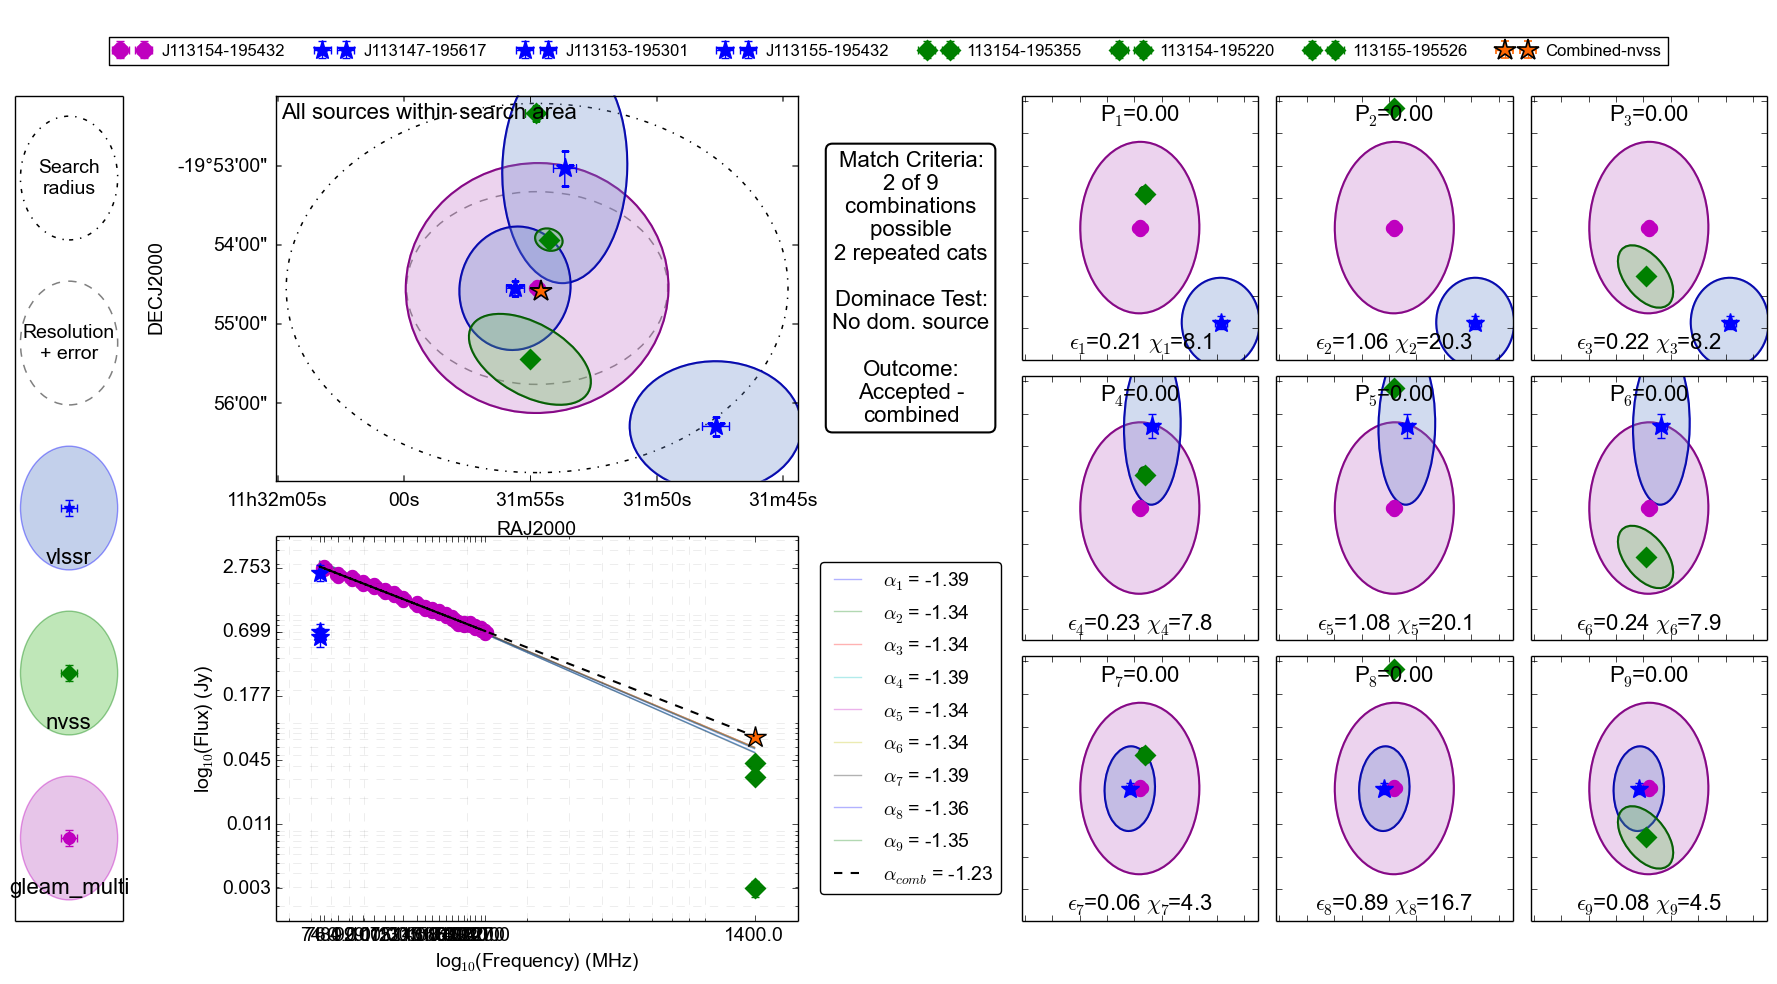 J113154-195432 J113147-195617 J113153-195301 J113155-195432 113154-195355 113154-195220 113155-195526 Combined-nvss
Search
radius
Resolution
+ error
vlssr
nvss
gleam_multi
All sources within search area
DECJ2000
-19°53'00"
54'00"
55'00"
56'00"
11h32m05s 00s 31m55s 31m50s 31m45s
RAJ2000
Match Criteria:
2 of 9
combinations
possible
2 repeated cats
Dominace Test:
No dom. source
Outcome:
Accepted -
combined
log₁₀(Flux) (Jy)
2.753
0.699
0.177
0.045
0.011
0.003
1400.0
log₁₀(Frequency) (MHz)
α₁ = -1.39
α₂ = -1.34
α₃ = -1.34
α₄ = -1.39
α₅ = -1.34
α₆ = -1.34
α₇ = -1.39
α₈ = -1.36
α₉ = -1.35
α_comb = -1.23
P₁=0.00
ϵ₁=0.21 χ₁=8.1
P₂=0.00
ϵ₂=1.06 χ₂=20.3
P₃=0.00
ϵ₃=0.22 χ₃=8.2
P₄=0.00
ϵ₄=0.23 χ₄=7.8
P₅=0.00
ϵ₅=1.08 χ₅=20.1
P₆=0.00
ϵ₆=0.24 χ₆=7.9
P₇=0.00
ϵ₇=0.06 χ₇=4.3
P₈=0.00
ϵ₈=0.89 χ₈=16.7
P₉=0.00
ϵ₉=0.08 χ₉=4.5